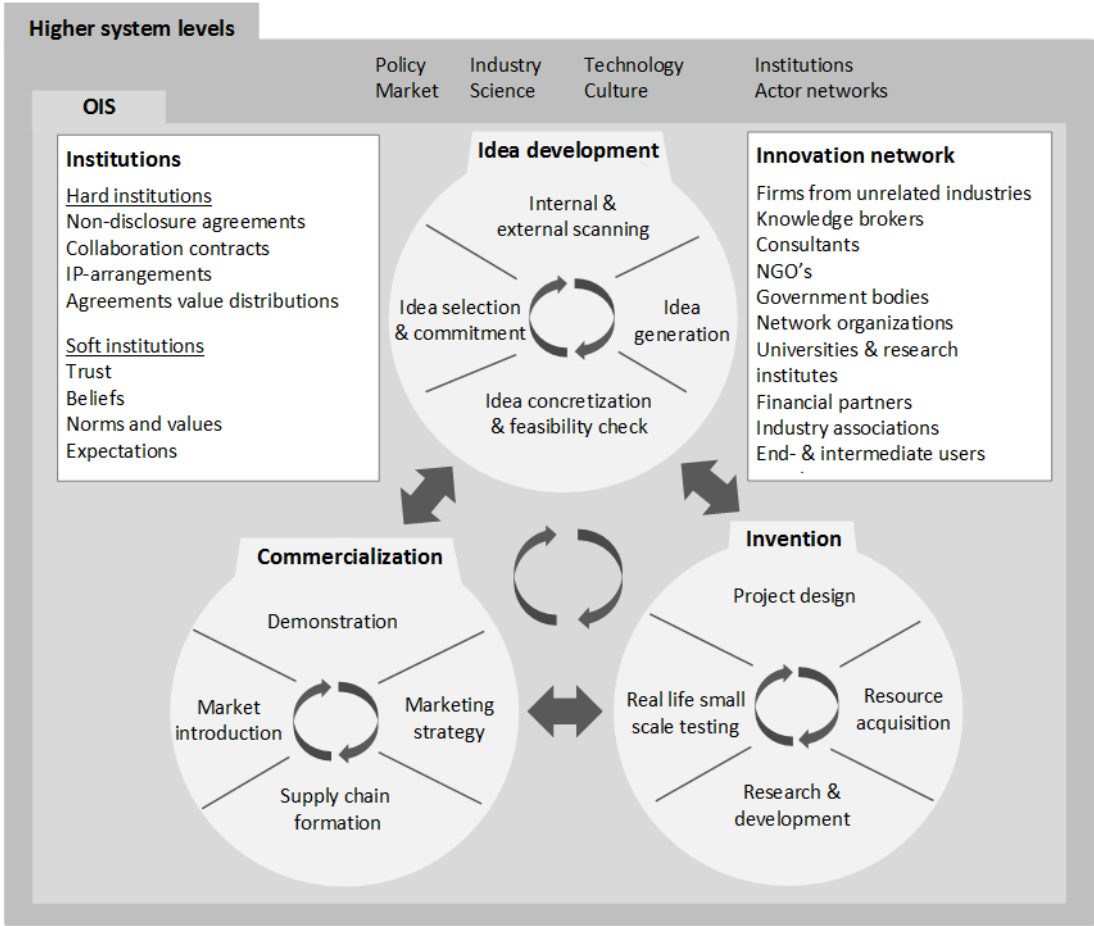 Higher system levels
Policy Industry Technology Institutions
Market Science Culture Actor networks
OIS
Institutions
Hard institutions
Non-disclosure agreements
Collaboration contracts
IP-arrangements
Agreements value distributions
Soft institutions
Trust
Beliefs
Norms and values
Expectations
Idea development
Internal &
external scanning
Idea selection
& commitment
Idea
generation
Idea concretization
& feasibility check
Innovation network
Firms from unrelated industries
Knowledge brokers
Consultants
NGO's
Government bodies
Network organizations
Universities & research
institutes
Financial partners
Industry associations
End- & intermediate users
Commercialization
Demonstration
Market
introduction
Marketing
strategy
Supply chain
formation
Invention
Project design
Real life small
scale testing
Resource
acquisition
Research &
development